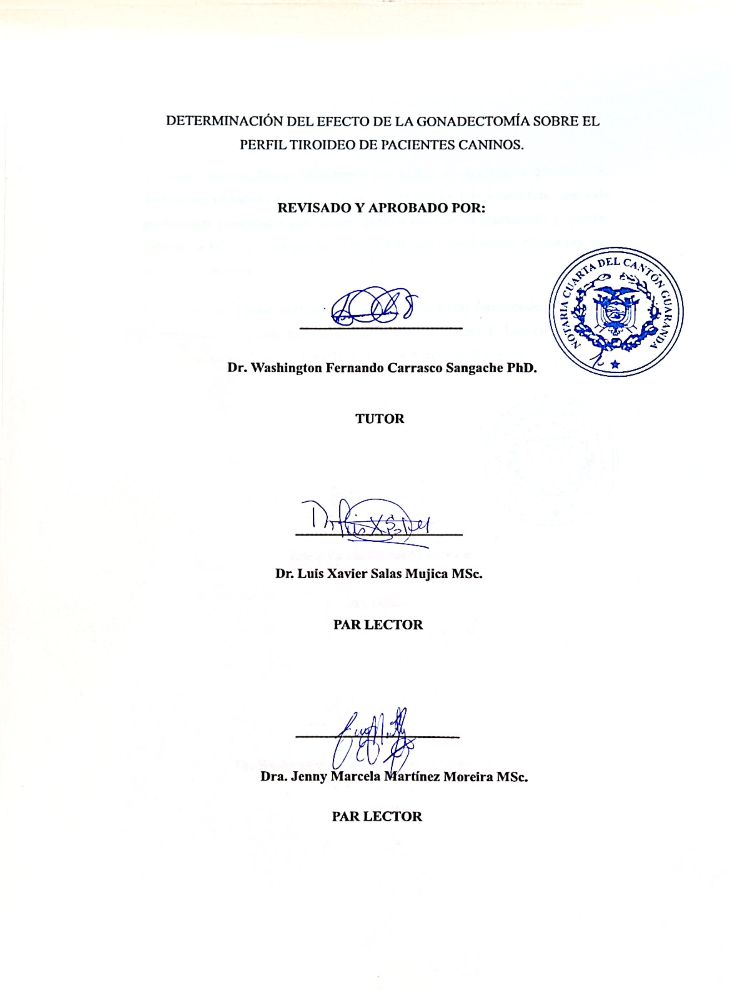 DETERMINACIÓN DEL EFECTO DE LA GONADECTOMÍA SOBRE EL
PERFIL TIROIDEO DE PACIENTES CANINOS.
REVISADO Y APROBADO POR:
NOTARIA CUARTA DEL CANTÓN GUARANDA
Dr. Washington Fernando Carrasco Sangache PhD.
TUTOR
Dr. Luis Xavier Salas Mujica MSc.
PAR LECTOR
Dra. Jenny Marcela Martínez Moreira MSc.
PAR LECTOR